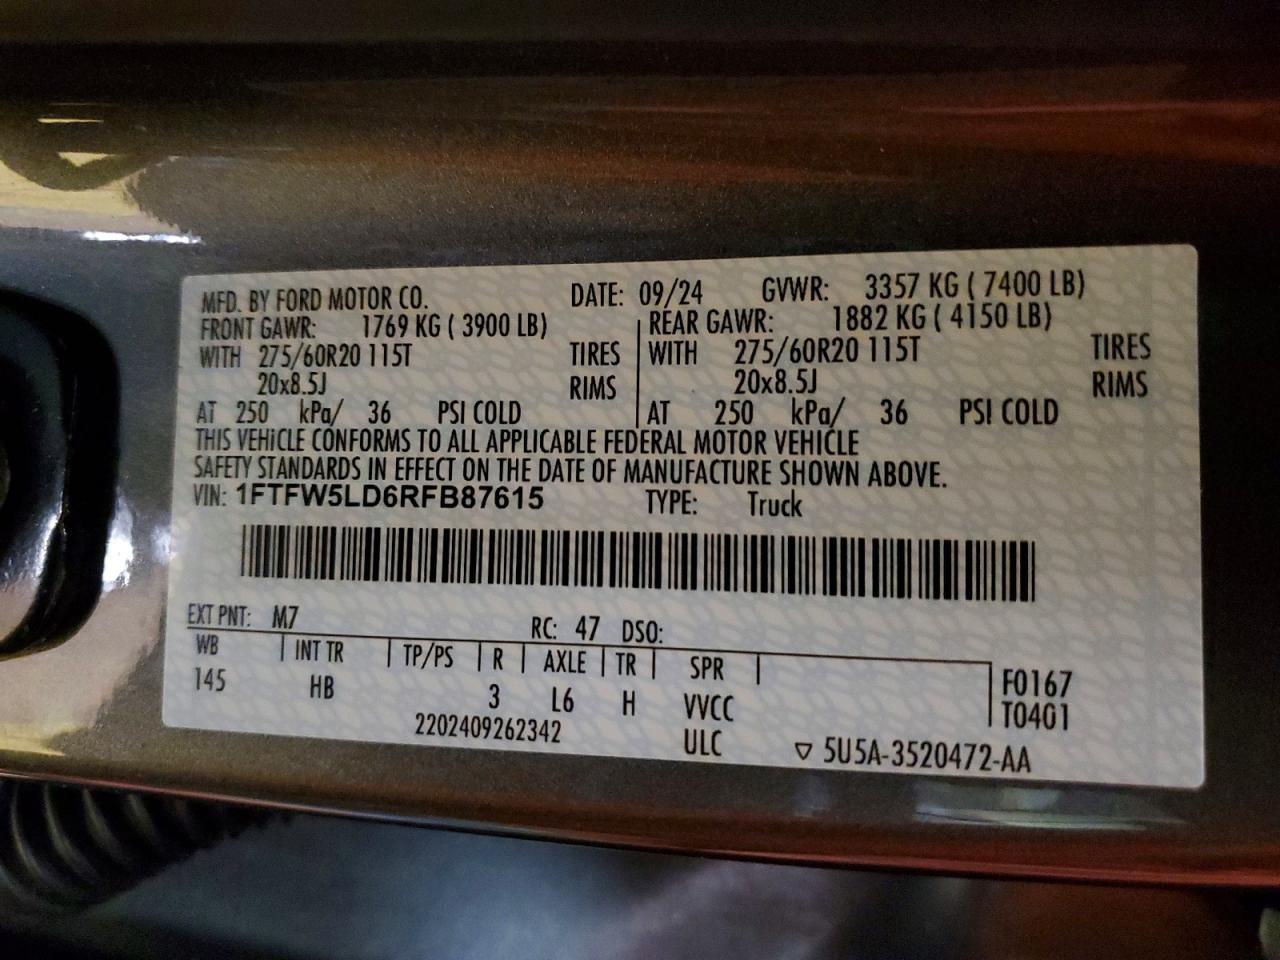 MFD. BY FORD MOTOR CO. DATE: 09/24 GVWR: 3357 KG ( 7400 LB)
FRONT GAWR: 1769 KG ( 3900 LB) REAR GAWR: 1882 KG ( 4150 LB)
WITH 275/60R20 115T TIRES WITH 275/60R20 115T TIRES
20x8.5J RIMS 20x8.5J RIMS
AT 250 kPa/ 36 PSI COLD AT 250 kPa/ 36 PSI COLD
THIS VEHiCLE CONFORMS TO ALL APPLICABLE FEDERAL MOTOR VEHICLE
SAFETY STANDARDS IN EFFECT ON THE DATE OF MANUFACTURE SHOWN ABOVE.
VIN: 1FTFW5LD6RFB87615 TYPE: Truck
EXT PNT: M7 RC: 47 DSO:
WB INT TR TP/PS R AXLE TR SPR
145 HB 3 L6 H VVCC
F0167
T0401
2202409262342 ULC ▽ 5U5A-3520472-AA